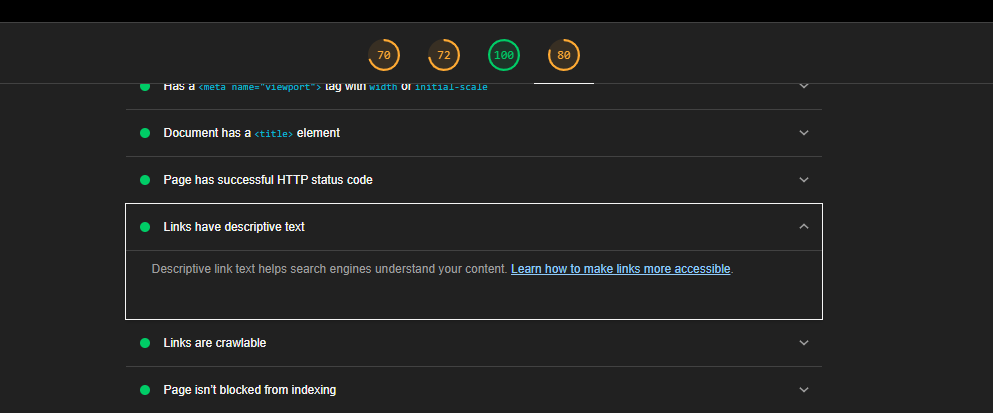 70 72 100 80
Has a <meta name="viewport"> tag with width or initial-scale
Document has a <title> element
Page has successful HTTP status code
Links have descriptive text
Descriptive link text helps search engines understand your content. Learn how to make links more accessible.
Links are crawlable
Page isn't blocked from indexing